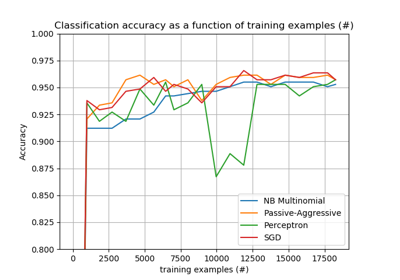 Classification accuracy as a function of training examples (#)
1.000
0.975
0.950
0.925
0.900
0.875
0.850
0.825
0.800
Accuracy
NB Multinomial
Passive-Aggressive
Perceptron
SGD
0 2500 5000 7500 10000 12500 15000 17500
training examples (#)